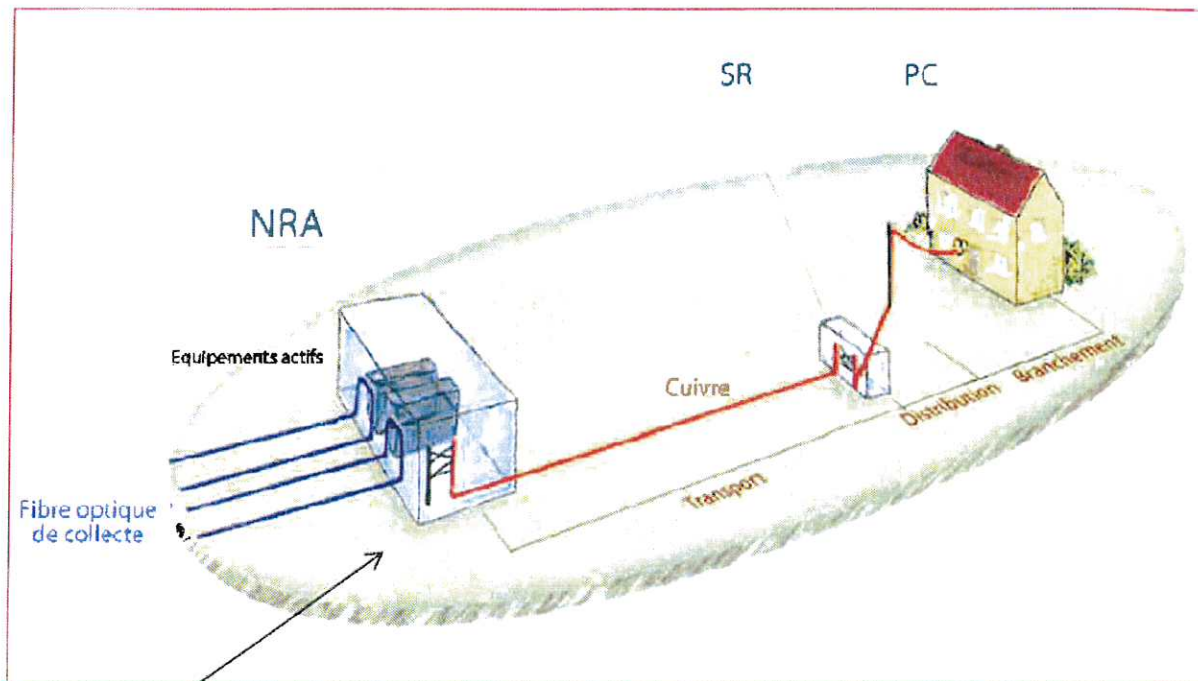 SR PC
NRA
Equipements actifs
Cuivre
Branchement
Distribution
Transport
Fibre optique
de collecte